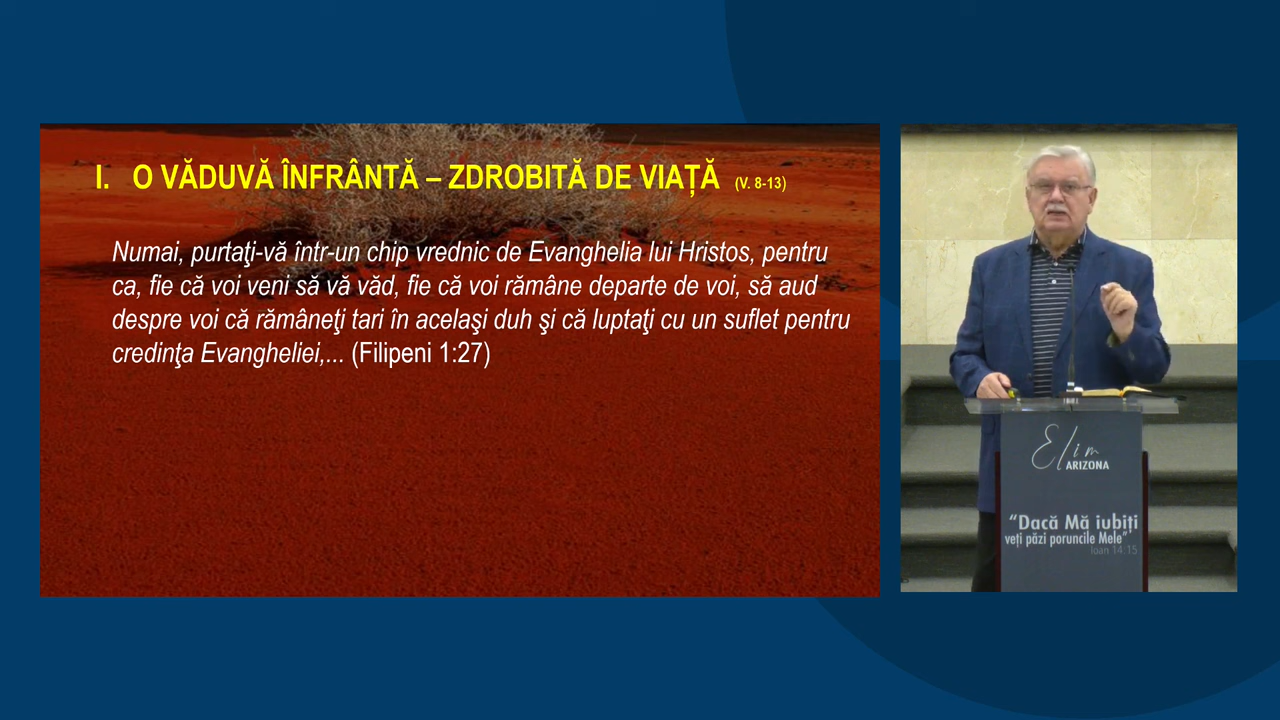 I. O VĂDUVĂ ÎNFRÂNTĂ – ZDROBITĂ DE VIAȚĂ (V. 8-13)
Numai, purtaţi-vă într-un chip vrednic de Evanghelia lui Hristos, pentru
ca, fie că voi veni să vă văd, fie că voi rămâne departe de voi, să aud
despre voi că rămâneţi tari în acelaşi duh şi că luptaţi cu un suflet pentru
credinţa Evangheliei,... (Filipeni 1:27)
Elim
ARIZONA
“Dacă Mă iubiți
veți păzi poruncile Mele”
Ioan 14:15